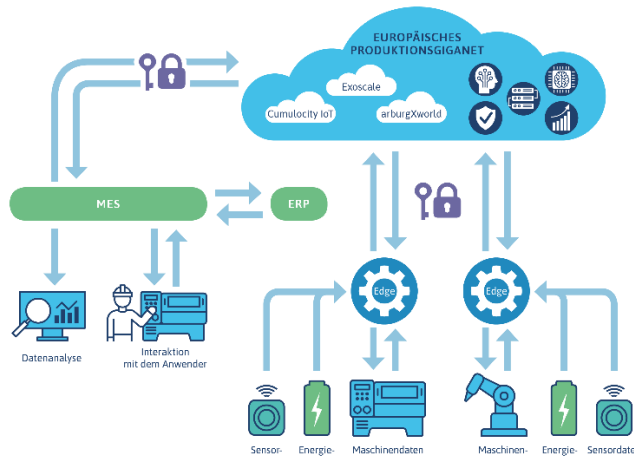 EUROPÄISCHES
PRODUKTIONSGIGANET
Exoscale
Cumulocity IoT
arburgXworld
MES
ERP
Edge
Edge
Datenanalyse
Interaktion
mit dem Anwender
Sensor-
Energie-
Maschinendaten
Maschinen-
Energie-
Sensordate